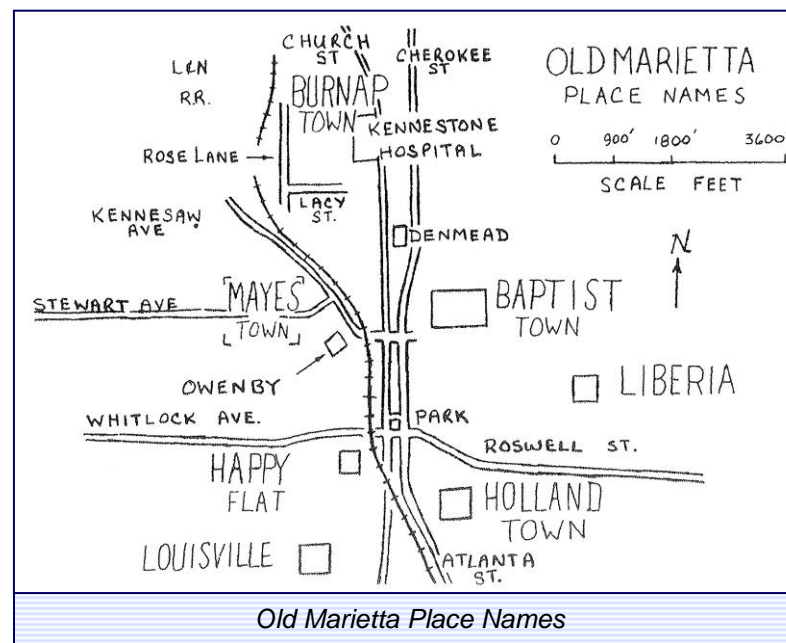 CHURCH
ST
CHEROKEE
ST
OLD MARIETTA
PLACE NAMES
L&N
R.R.
BURNAP
TOWN
KENNESTONE
HOSPITAL
0 900' 1800' 3600
SCALE FEET
ROSE LANE
LACY
ST.
KENNESAW
AVE
DENMEAD
N
STEWART AVE
MAYES
TOWN
BAPTIST
TOWN
OWENBY
LIBERIA
WHITLOCK AVE.
PARK
ROSWELL ST.
HAPPY
FLAT
HOLLAND
TOWN
LOUISVILLE
ATLANTA
ST.
Old Marietta Place Names